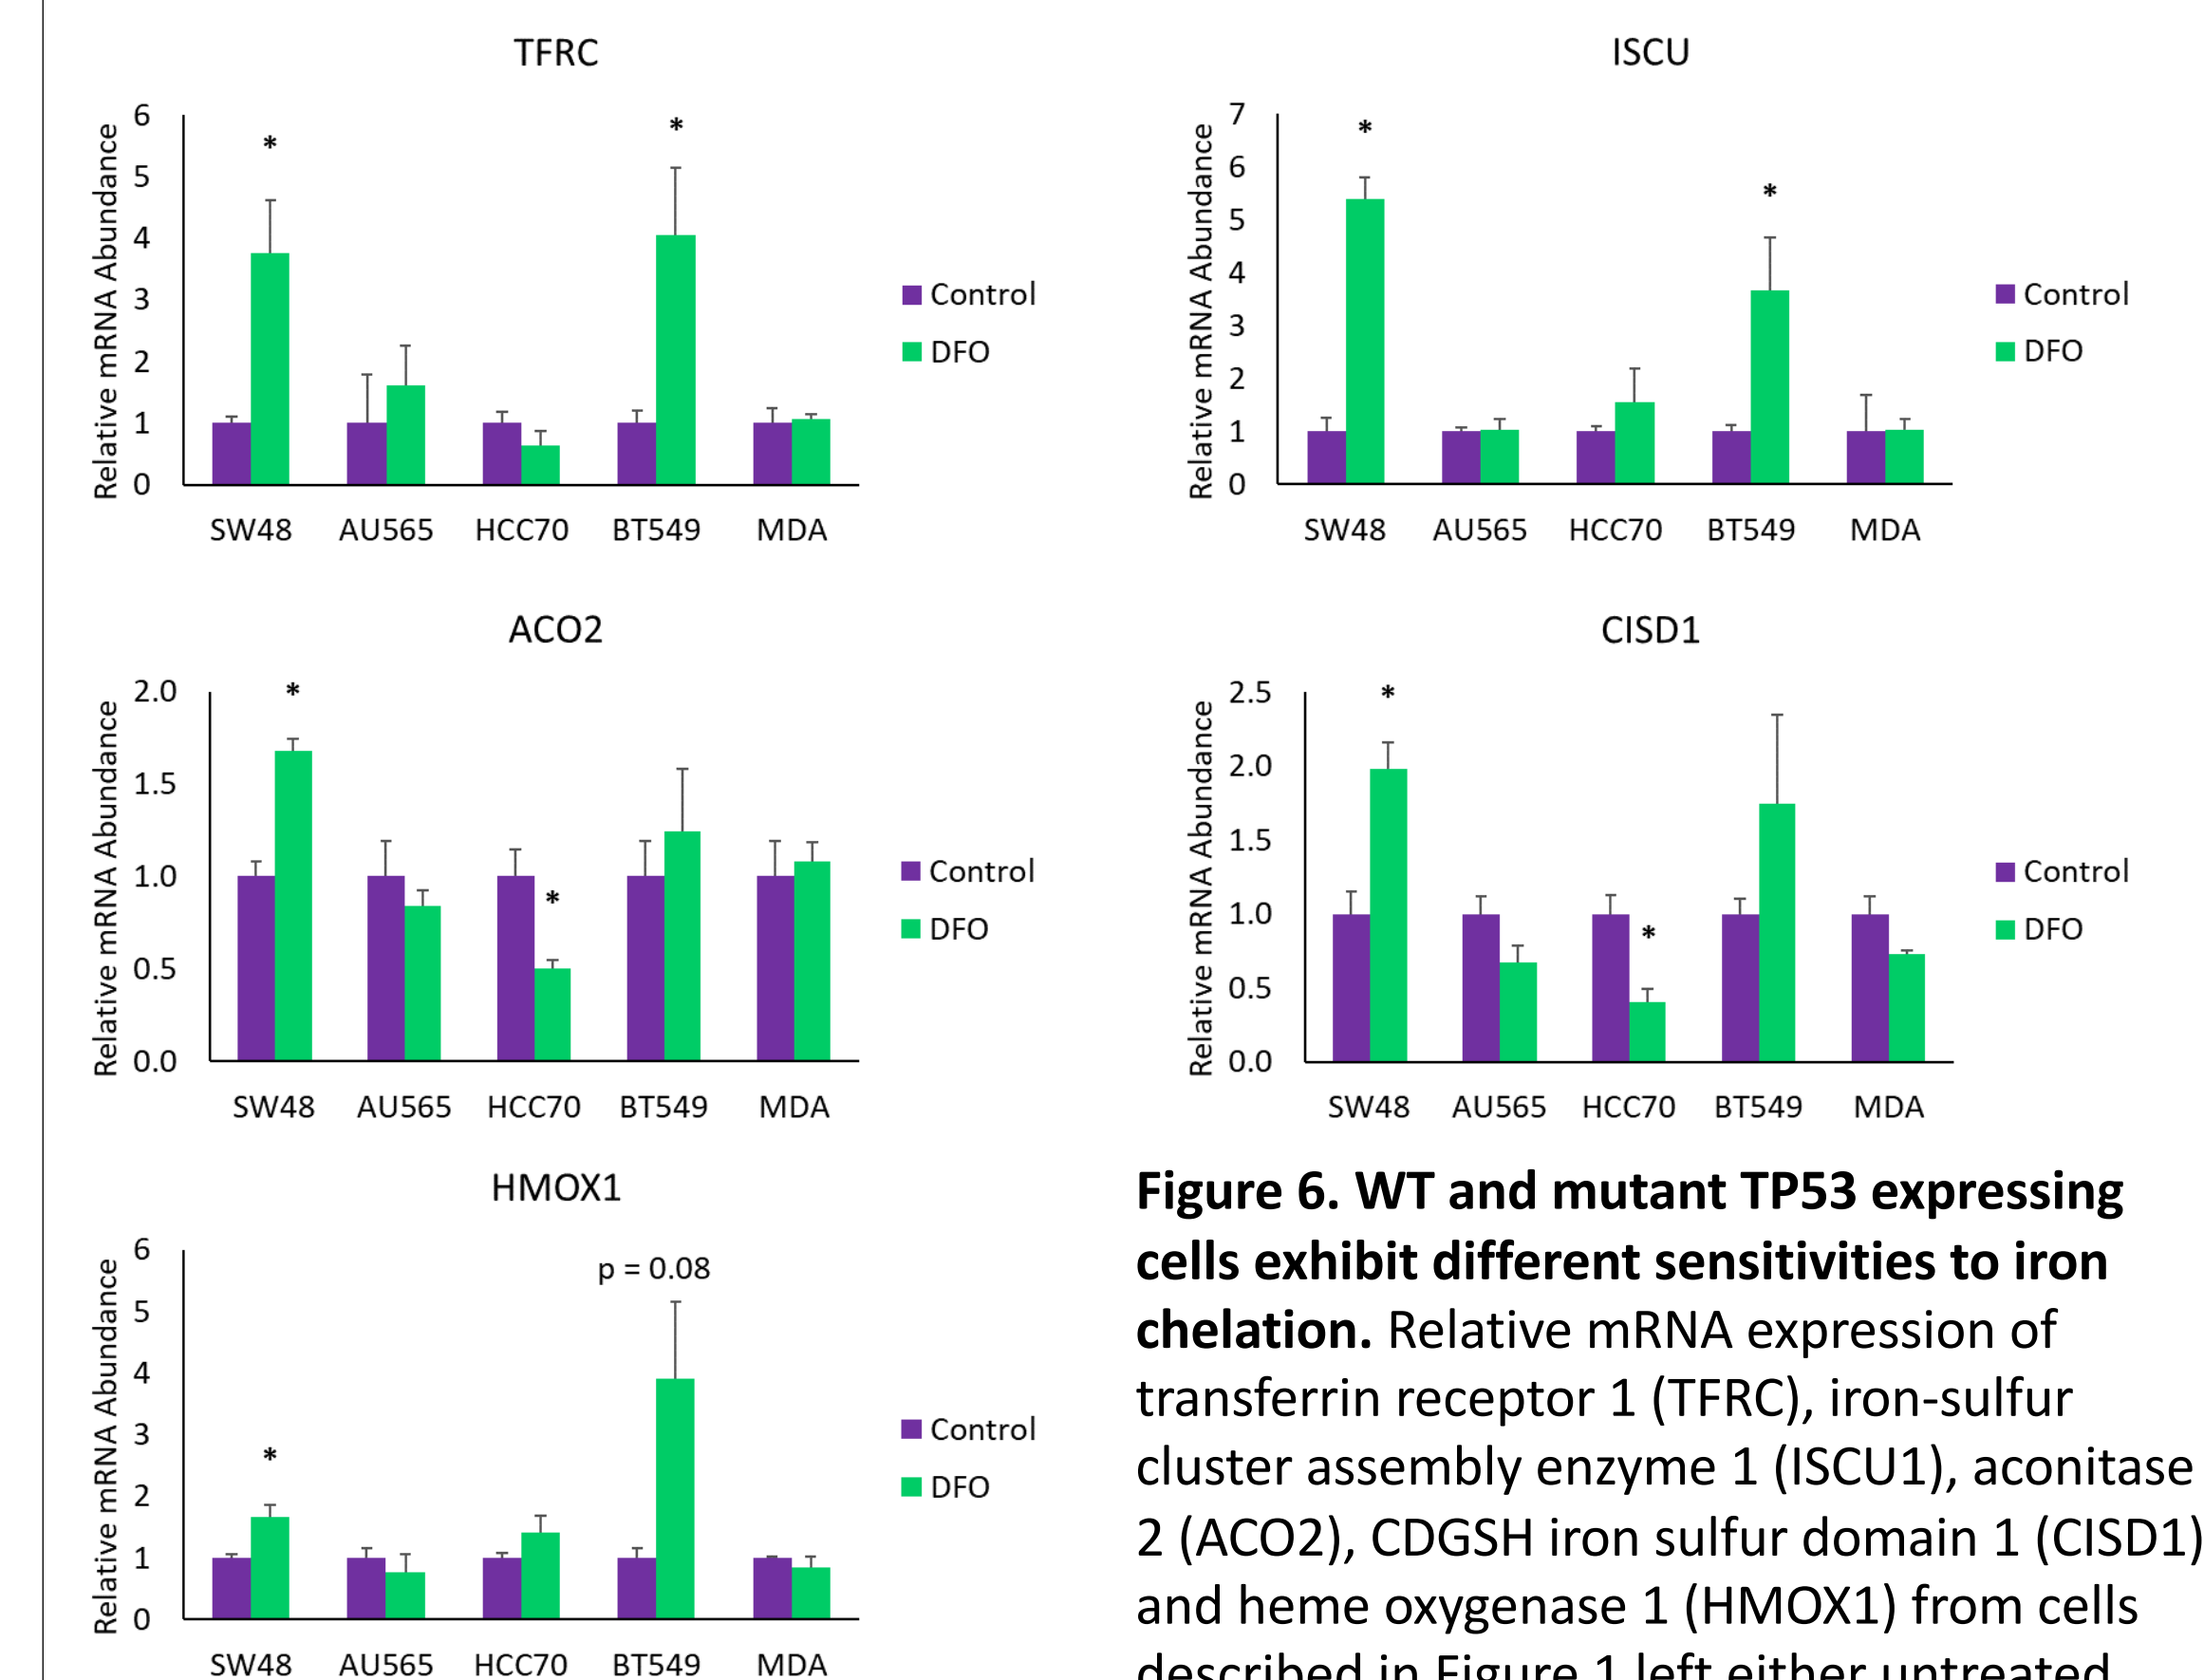 TFRC
Relative mRNA Abundance
6
5
4
3
2
1
0
*
*
SW48 AU565 HCC70 BT549 MDA
Control
DFO
ISCU
Relative mRNA Abundance
7
6
5
4
3
2
1
0
*
*
SW48 AU565 HCC70 BT549 MDA
Control
DFO
ACO2
Relative mRNA Abundance
2.0
1.5
1.0
0.5
0.0
*
*
SW48 AU565 HCC70 BT549 MDA
Control
DFO
CISD1
Relative mRNA Abundance
2.5
2.0
1.5
1.0
0.5
0.0
*
*
SW48 AU565 HCC70 BT549 MDA
Control
DFO
HMOX1
Relative mRNA Abundance
6
5
4
3
2
1
0
*
p = 0.08
SW48 AU565 HCC70 BT549 MDA
Control
DFO
Figure 6. WT and mutant TP53 expressing
cells exhibit different sensitivities to iron
chelation. Relative mRNA expression of
transferrin receptor 1 (TFRC), iron-sulfur
cluster assembly enzyme 1 (ISCU1), aconitase
2 (ACO2), CDGSH iron sulfur domain 1 (CISD1)
and heme oxygenase 1 (HMOX1) from cells
described in Figure 1 left either untreated